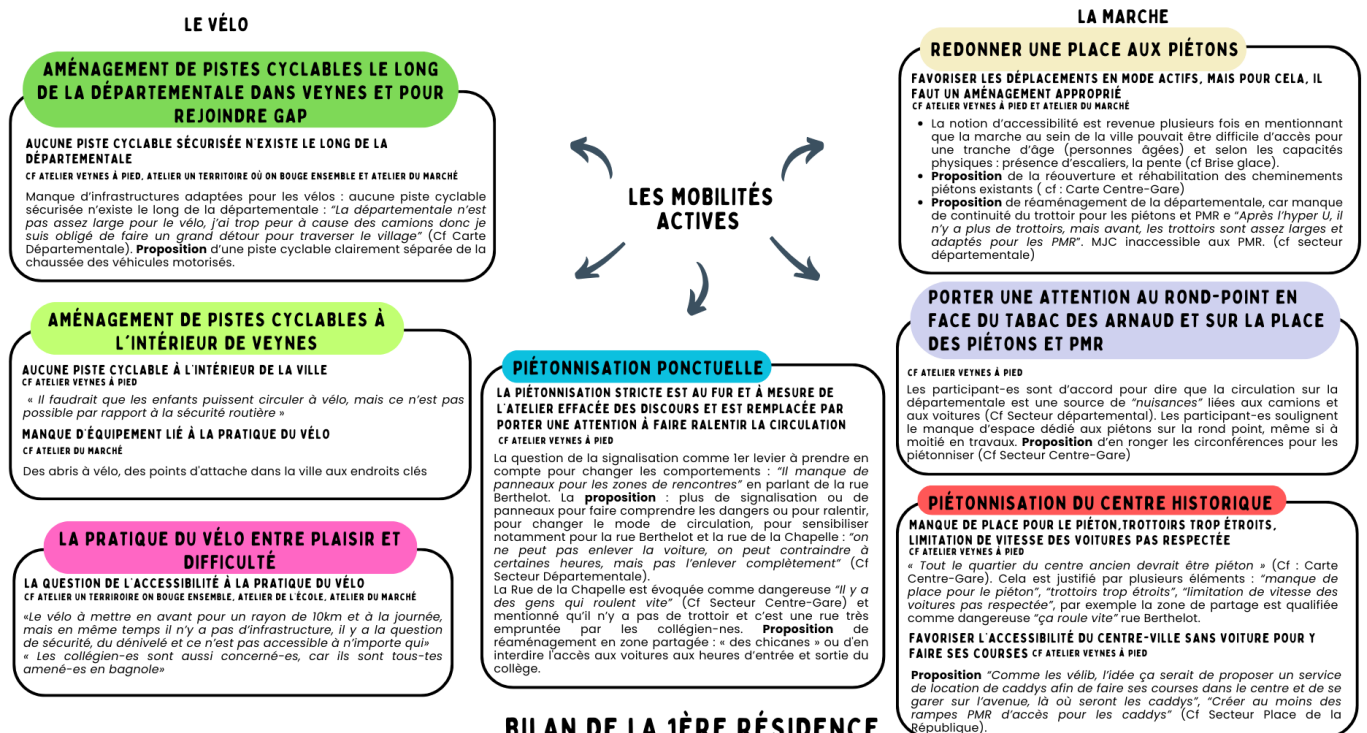 LE VÉLO
AMÉNAGEMENT DE PISTES CYCLABLES LE LONG
DE LA DÉPARTEMENTALE DANS VEYNES ET POUR
REJOINDRE GAP
AUCUNE PISTE CYCLABLE SÉCURISÉE N'EXISTE LE LONG DE LA
DÉPARTEMENTALE
CF ATELIER VEYNES À PIED, ATELIER UN TERRITOIRE OÙ ON BOUGE ENSEMBLE ET ATELIER DU MARCHÉ
Manque d'infrastructures adaptées pour les vélos : aucune piste cyclable
sécurisée n'existe le long de la départementale : "La départementale n'est
pas assez large pour le vélo, j'ai trop peur à cause des camions donc je
suis obligé de faire un grand détour pour traverser le village" (Cf Carte
Départementale). Proposition d'une piste cyclable clairement séparée de la
chaussée des véhicules motorisés.
AMÉNAGEMENT DE PISTES CYCLABLES À
L'INTÉRIEUR DE VEYNES
AUCUNE PISTE CYCLABLE À L'INTÉRIEUR DE LA VILLE
CF ATELIER VEYNES À PIED
« Il faudrait que les enfants puissent circuler à vélo, mais ce n'est pas
possible par rapport à la sécurité routière »
MANQUE D'ÉQUIPEMENT LIÉ À LA PRATIQUE DU VÉLO
CF ATELIER DU MARCHÉ
Des abris à vélo, des points d'attache dans la ville aux endroits clés
LA PRATIQUE DU VÉLO ENTRE PLAISIR ET
DIFFICULTÉ
LA QUESTION DE L'ACCESSIBILITÉ À LA PRATIQUE DU VÉLO
CF ATELIER UN TERRIROIRE ON BOUGE ENSEMBLE, ATELIER DE L'ÉCOLE, ATELIER DU MARCHÉ
«Le vélo à mettre en avant pour un rayon de 10km et à la journée,
mais en même temps il n'y a pas d'infrastructure, il y a la question
de sécurité, du dénivelé et ce n'est pas accessible à n'importe qui»
« Les collégien-es sont aussi concerné-es, car ils sont tous-tes
amené-es en bagnole»
LES MOBILITÉS
ACTIVES
PIÉTONNISATION PONCTUELLE
LA PIÉTONNISATION STRICTE EST AU FUR ET À MESURE DE
L'ATELIER EFFACÉE DES DISCOURS ET EST REMPLACÉE PAR
PORTER UNE ATTENTION À FAIRE RALENTIR LA CIRCULATION
CF ATELIER VEYNES À PIED
La question de la signalisation comme 1er levier à prendre en
compte pour changer les comportements : "Il manque de
panneaux pour les zones de rencontres" en parlant de la rue
Berthelot. La proposition : plus de signalisation ou de
panneaux pour faire comprendre les dangers ou pour ralentir,
pour changer le mode de circulation, pour sensibiliser
notamment pour la rue Berthelot et la rue de la Chapelle : "on
ne peut pas enlever la voiture, on peut contraindre à
certaines heures, mais pas l'enlever complètement" (Cf
Secteur Départementale).
La Rue de la Chapelle est évoquée comme dangereuse "Il y a
des gens qui roulent vite" (Cf Secteur Centre-Gare) et
mentionné qu'il n'y a pas de trottoir et c'est une rue très
empruntée par les collégien-nes. Proposition de
réaménagement en zone partagée : « des chicanes » ou d'en
interdire l'accès aux voitures aux heures d'entrée et sortie du
collège.
BILAN DE LA 1ÈRE RÉSIDENCE
LA MARCHE
REDONNER UNE PLACE AUX PIÉTONS
FAVORISER LES DÉPLACEMENTS EN MODE ACTIFS, MAIS POUR CELA, IL
FAUT UN AMÉNAGEMENT APPROPRIÉ
CF ATELIER VEYNES À PIED ET ATELIER DU MARCHÉ
• La notion d'accessibilité est revenue plusieurs fois en mentionnant
que la marche au sein de la ville pouvait être difficile d'accès pour
une tranche d'âge (personnes âgées) et selon les capacités
physiques : présence d'escaliers, la pente (cf Brise glace).
• Proposition de la réouverture et réhabilitation des cheminements
piétons existants ( cf : Carte Centre-Gare)
• Proposition de réaménagement de la départementale, car manque
de continuité du trottoir pour les piétons et PMR e "Après l'hyper U, il
n'y a plus de trottoirs, mais avant, les trottoirs sont assez larges et
adaptés pour les PMR". MJC inaccessible aux PMR. (cf secteur
départementale)
PORTER UNE ATTENTION AU ROND-POINT EN
FACE DU TABAC DES ARNAUD ET SUR LA PLACE
DES PIÉTONS ET PMR
CF ATELIER VEYNES À PIED
Les participant-es sont d'accord pour dire que la circulation sur la
départementale est une source de "nuisances" liées aux camions et
aux voitures (Cf Secteur départemental). Les participant-es soulignent
le manque d'espace dédié aux piétons sur la rond point, même si à
moitié en travaux. Proposition d'en ronger les circonférences pour les
piétonniser (Cf Secteur Centre-Gare)
PIÉTONNISATION DU CENTRE HISTORIQUE
MANQUE DE PLACE POUR LE PIÉTON,TROTTOIRS TROP ÉTROITS,
LIMITATION DE VITESSE DES VOITURES PAS RESPECTÉE
CF ATELIER VEYNES À PIED
« Tout le quartier du centre ancien devrait être piéton » (Cf : Carte
Centre-Gare). Cela est justifié par plusieurs éléments : "manque de
place pour le piéton", "trottoirs trop étroits", "limitation de vitesse des
voitures pas respectée", par exemple la zone de partage est qualifiée
comme dangereuse "ça roule vite" rue Berthelot.
FAVORISER L'ACCESSIBILITÉ DU CENTRE-VILLE SANS VOITURE POUR Y
FAIRE SES COURSES CF ATELIER VEYNES À PIED
Proposition "Comme les vélib, l'idée ça serait de proposer un service
de location de caddys afin de faire ses courses dans le centre et de se
garer sur l'avenue, là où seront les caddys", "Créer au moins des
rampes PMR d'accès pour les caddys" (Cf Secteur Place de la
République).